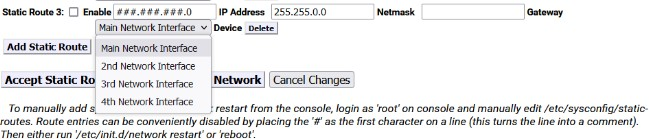 Static Route 3: Enable ###.###.###.0 IP Address 255.255.0.0 Netmask Gateway
Main Network Interface Device Delete
Add Static Route Main Network Interface
2nd Network Interface
Accept Static Ro 3rd Network Interface Network Cancel Changes
4th Network Interface
To manually add s restart from the console, login as 'root' on console and manually edit /etc/sysconfig/static-
routes. Route entries can be conveniently disabled by placing the '#' as the first character on a line (this turns the line into a comment).
Then either run '/etc/init.d/network restart' or 'reboot'.